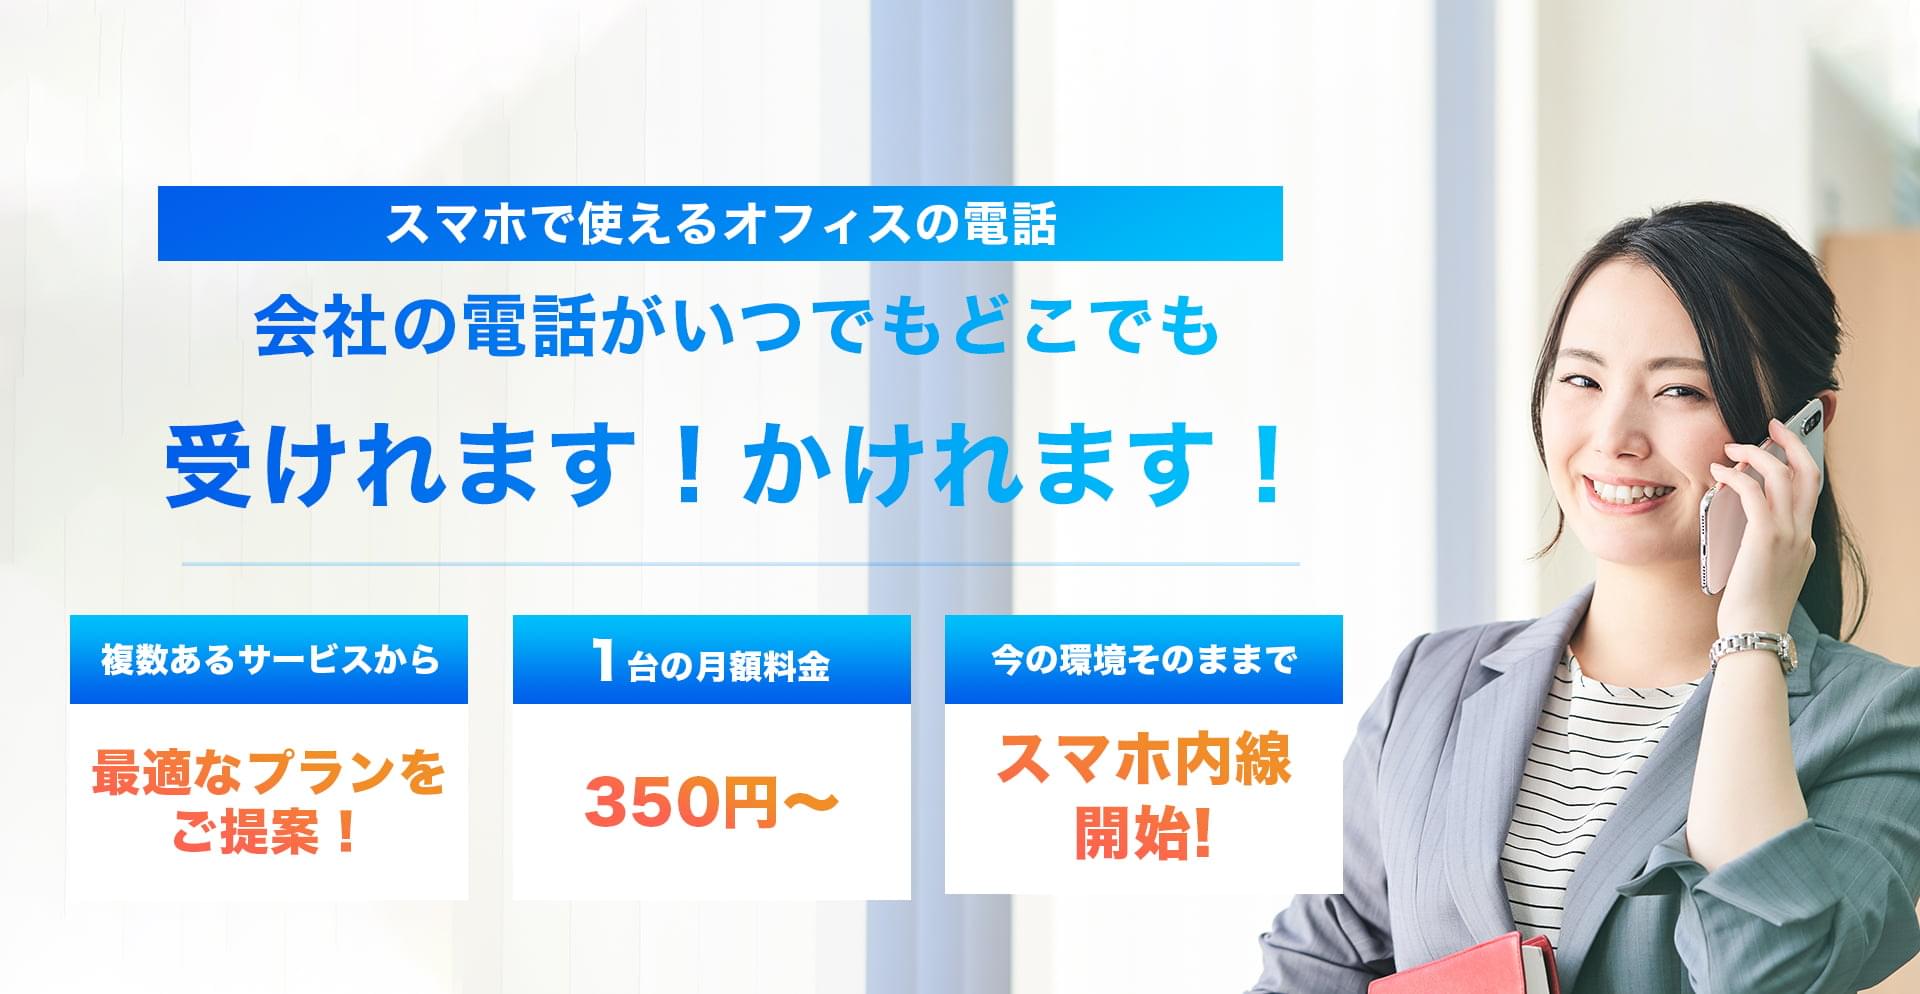 スマホで使えるオフィスの電話
会社の電話がいつでもどこでも
受けれます！かけれます！
複数あるサービスから
最適なプランを
ご提案！
1台の月額料金
350円～
今の環境そのままで
スマホ内線
開始!